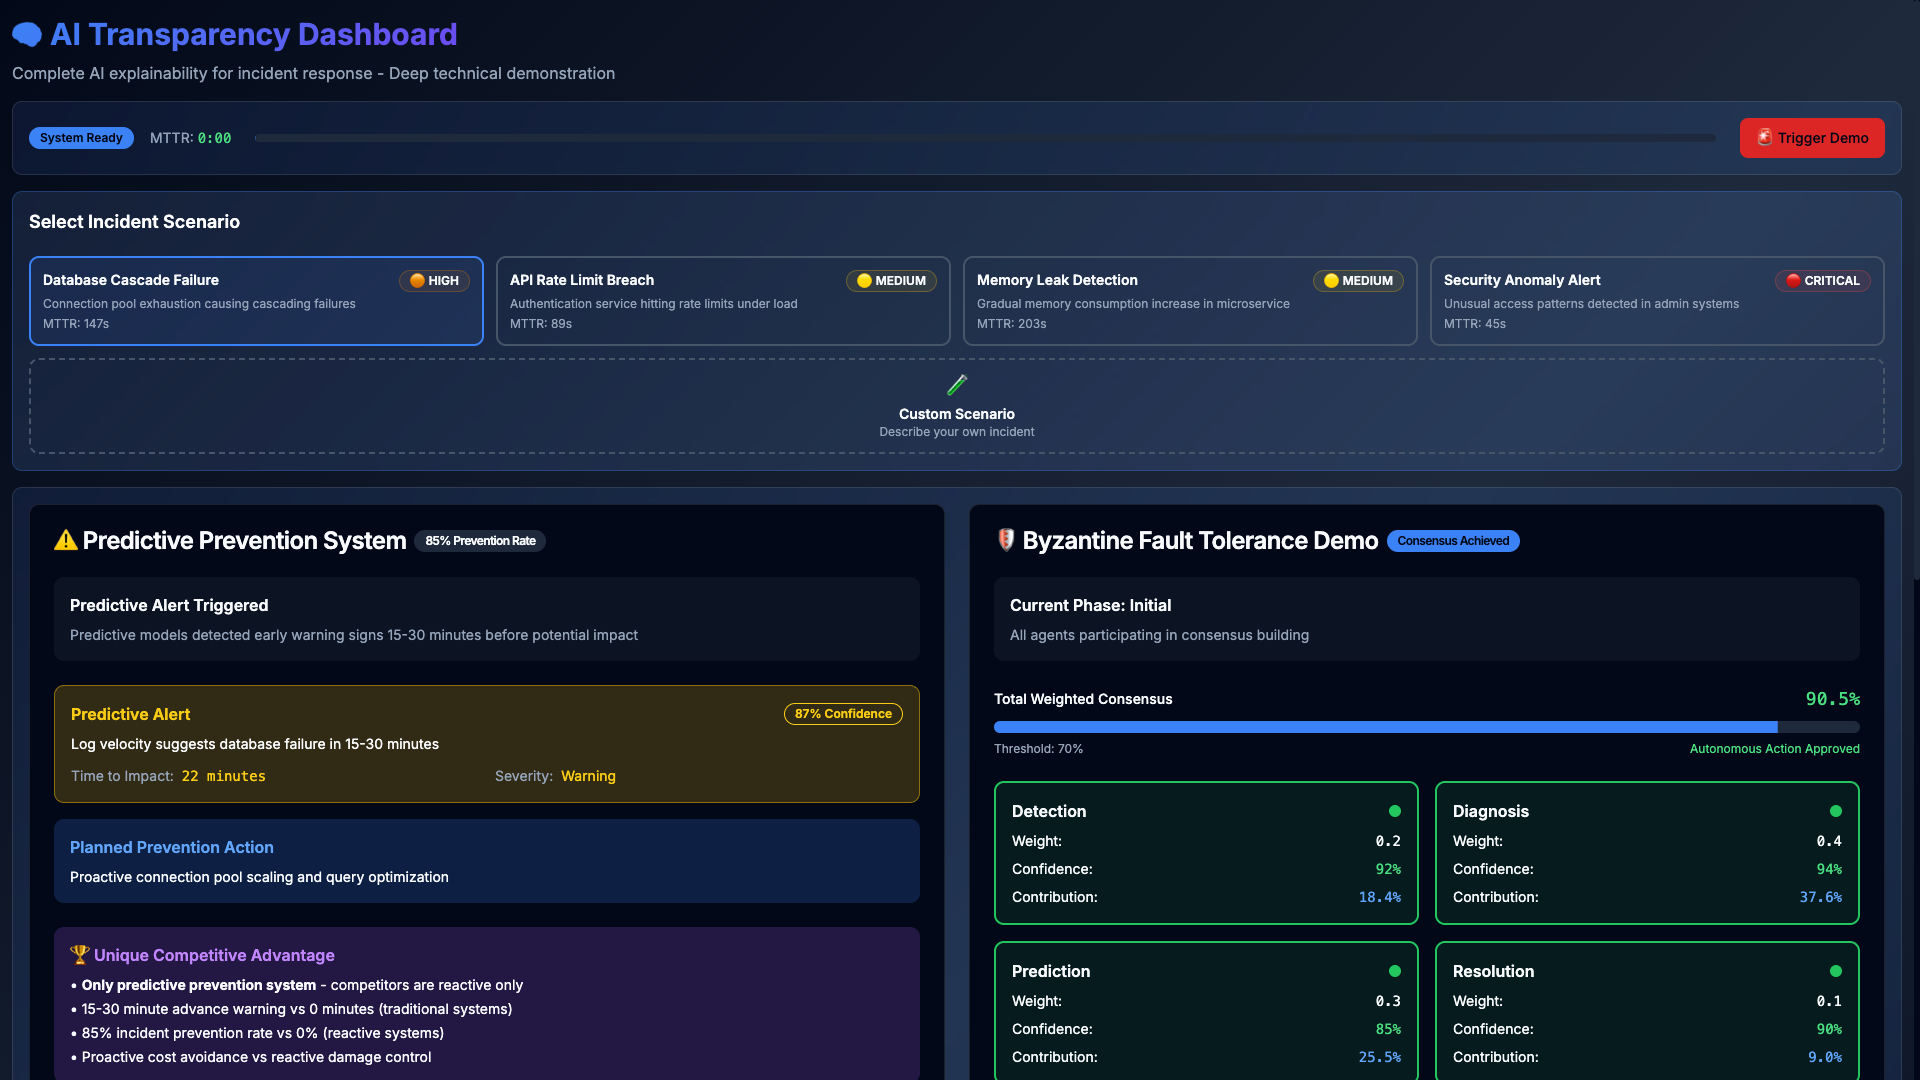 AI Transparency Dashboard
Complete AI explainability for incident response - Deep technical demonstration
System Ready
MTTR: 0:00
Trigger Demo
Select Incident Scenario
Database Cascade Failure
HIGH
Connection pool exhaustion causing cascading failures
MTTR: 147s
API Rate Limit Breach
MEDIUM
Authentication service hitting rate limits under load
MTTR: 89s
Memory Leak Detection
MEDIUM
Gradual memory consumption increase in microservice
MTTR: 203s
Security Anomaly Alert
CRITICAL
Unusual access patterns detected in admin systems
MTTR: 45s
Custom Scenario
Describe your own incident
Predictive Prevention System
85% Prevention Rate
Predictive Alert Triggered
Predictive models detected early warning signs 15-30 minutes before potential impact
Predictive Alert
87% Confidence
Log velocity suggests database failure in 15-30 minutes
Time to Impact: 22 minutes
Severity: Warning
Planned Prevention Action
Proactive connection pool scaling and query optimization
Unique Competitive Advantage
• Only predictive prevention system - competitors are reactive only
• 15-30 minute advance warning vs 0 minutes (traditional systems)
• 85% incident prevention rate vs 0% (reactive systems)
• Proactive cost avoidance vs reactive damage control
Byzantine Fault Tolerance Demo
Consensus Achieved
Current Phase: Initial
All agents participating in consensus building
Total Weighted Consensus
90.5%
Threshold: 70%
Autonomous Action Approved
Detection
Weight: 0.2
Confidence: 92%
Contribution: 18.4%
Diagnosis
Weight: 0.4
Confidence: 94%
Contribution: 37.6%
Prediction
Weight: 0.3
Confidence: 85%
Contribution: 25.5%
Resolution
Weight: 0.1
Confidence: 90%
Contribution: 9.0%